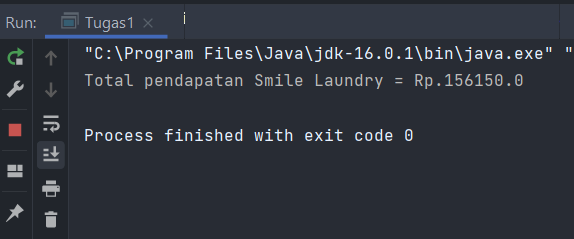 Run: Tugas1
"C:\Program Files\Java\jdk-16.0.1\bin\java.exe" "
Total pendapatan Smile Laundry = Rp.156150.0
Process finished with exit code 0